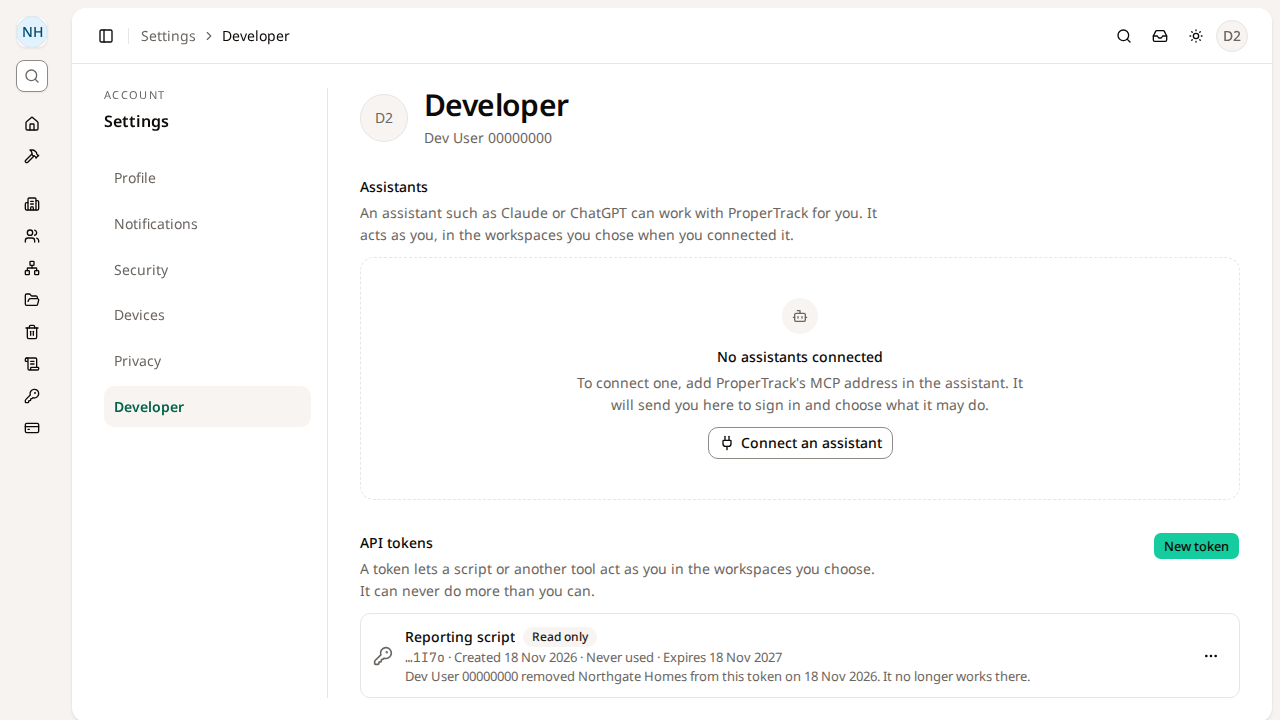 NH
Settings
Developer
D2
ACCOUNT
Settings
Profile
Notifications
Security
Devices
Privacy
Developer
D2
Developer
Dev User 00000000
Assistants
An assistant such as Claude or ChatGPT can work with ProperTrack for you. It
acts as you, in the workspaces you chose when you connected it.
No assistants connected
To connect one, add ProperTrack's MCP address in the assistant. It
will send you here to sign in and choose what it may do.
Connect an assistant
API tokens
New token
A token lets a script or another tool act as you in the workspaces you choose.
It can never do more than you can.
Reporting script
Read only
…1I7o · Created 18 Nov 2026 · Never used · Expires 18 Nov 2027
Dev User 00000000 removed Northgate Homes from this token on 18 Nov 2026. It no longer works there.